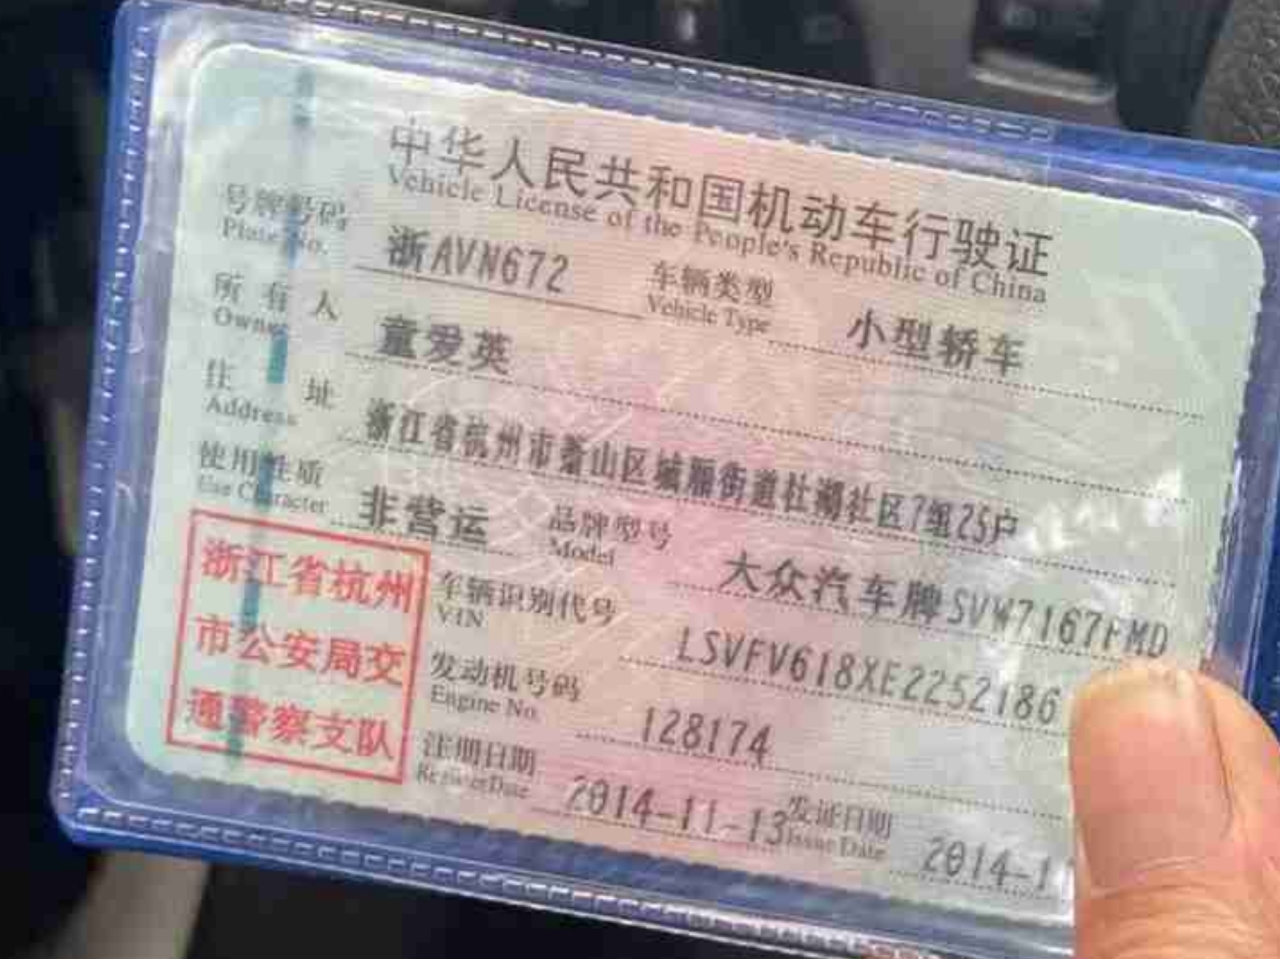 中华人民共和国机动车行驶证
Vehicle License of the People's Republic of China
号牌号码 浙AVN672 车辆类型 小型轿车
Plate No. Vehicle Type
所有人 童爱英
Owner
住址 浙江省杭州市萧山区城厢街道杜湖社区7组25户
Address
使用性质 非营运 品牌型号 大众汽车牌SVW7167FMD
Use Character Model
浙江省杭州
市公安局交
通警察支队
车辆识别代号 LSVFV618XE2252186
VIN
发动机号码 128174
Engine No.
注册日期 2014-11-13 发证日期 2014-1
Register Date Issue Date